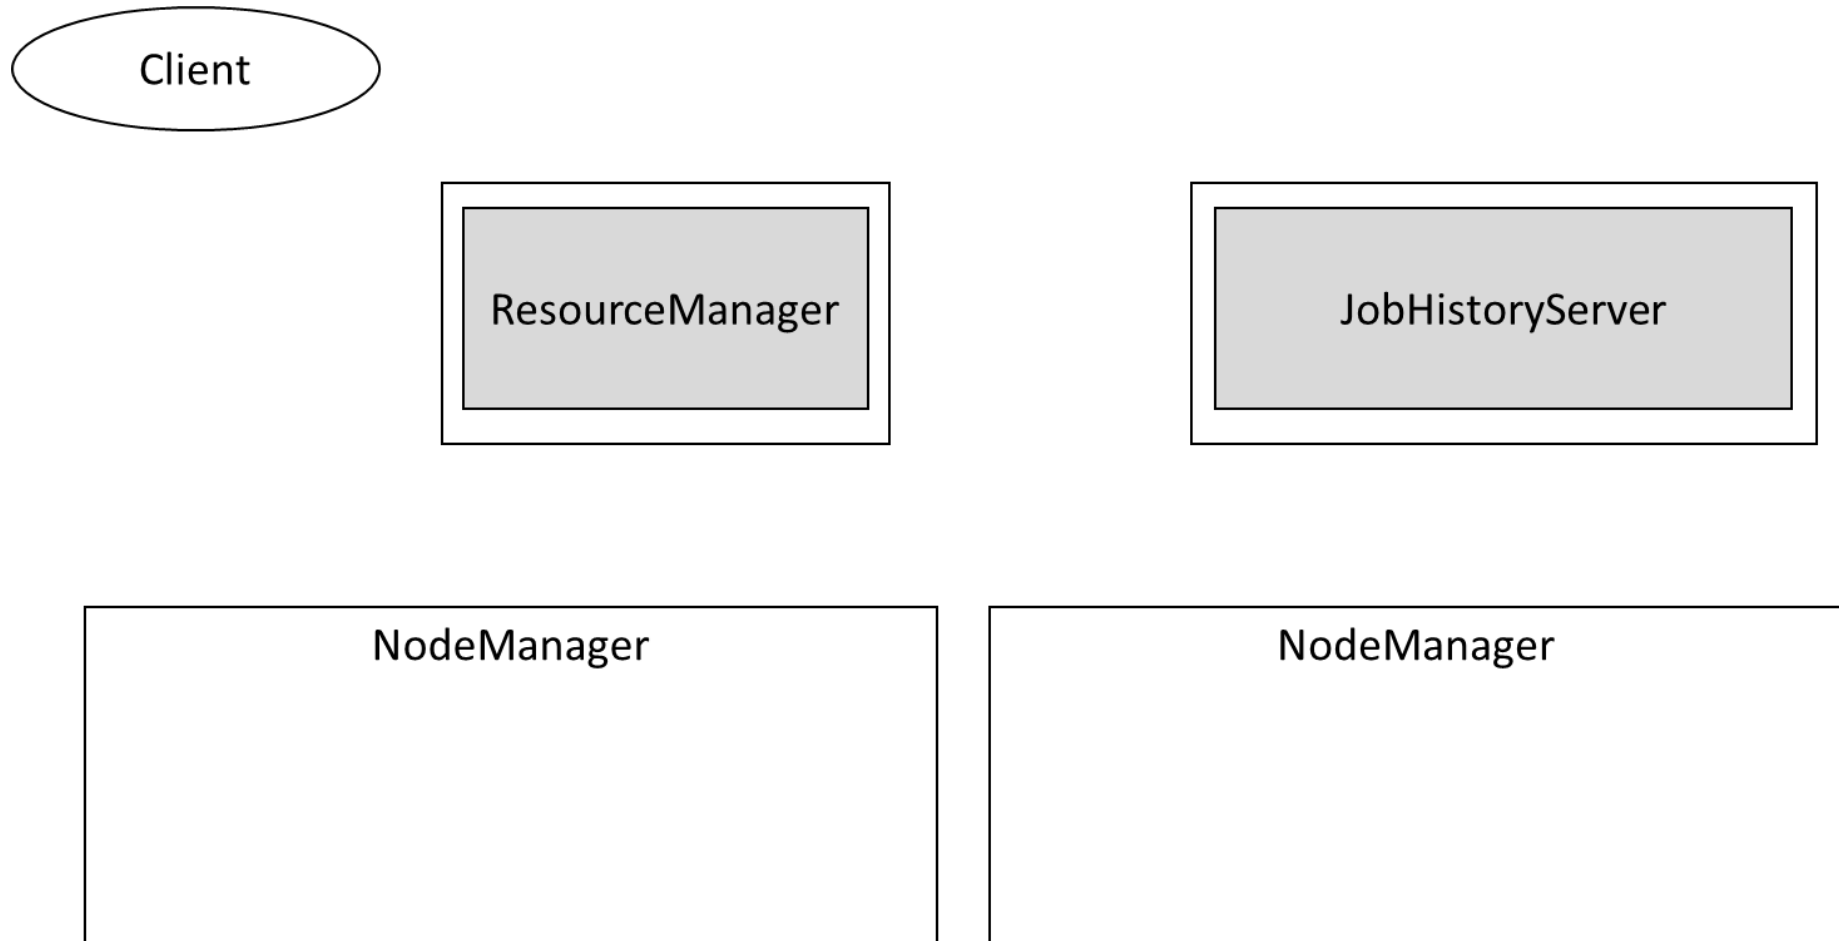 Client
ResourceManager
JobHistoryServer
NodeManager
NodeManager